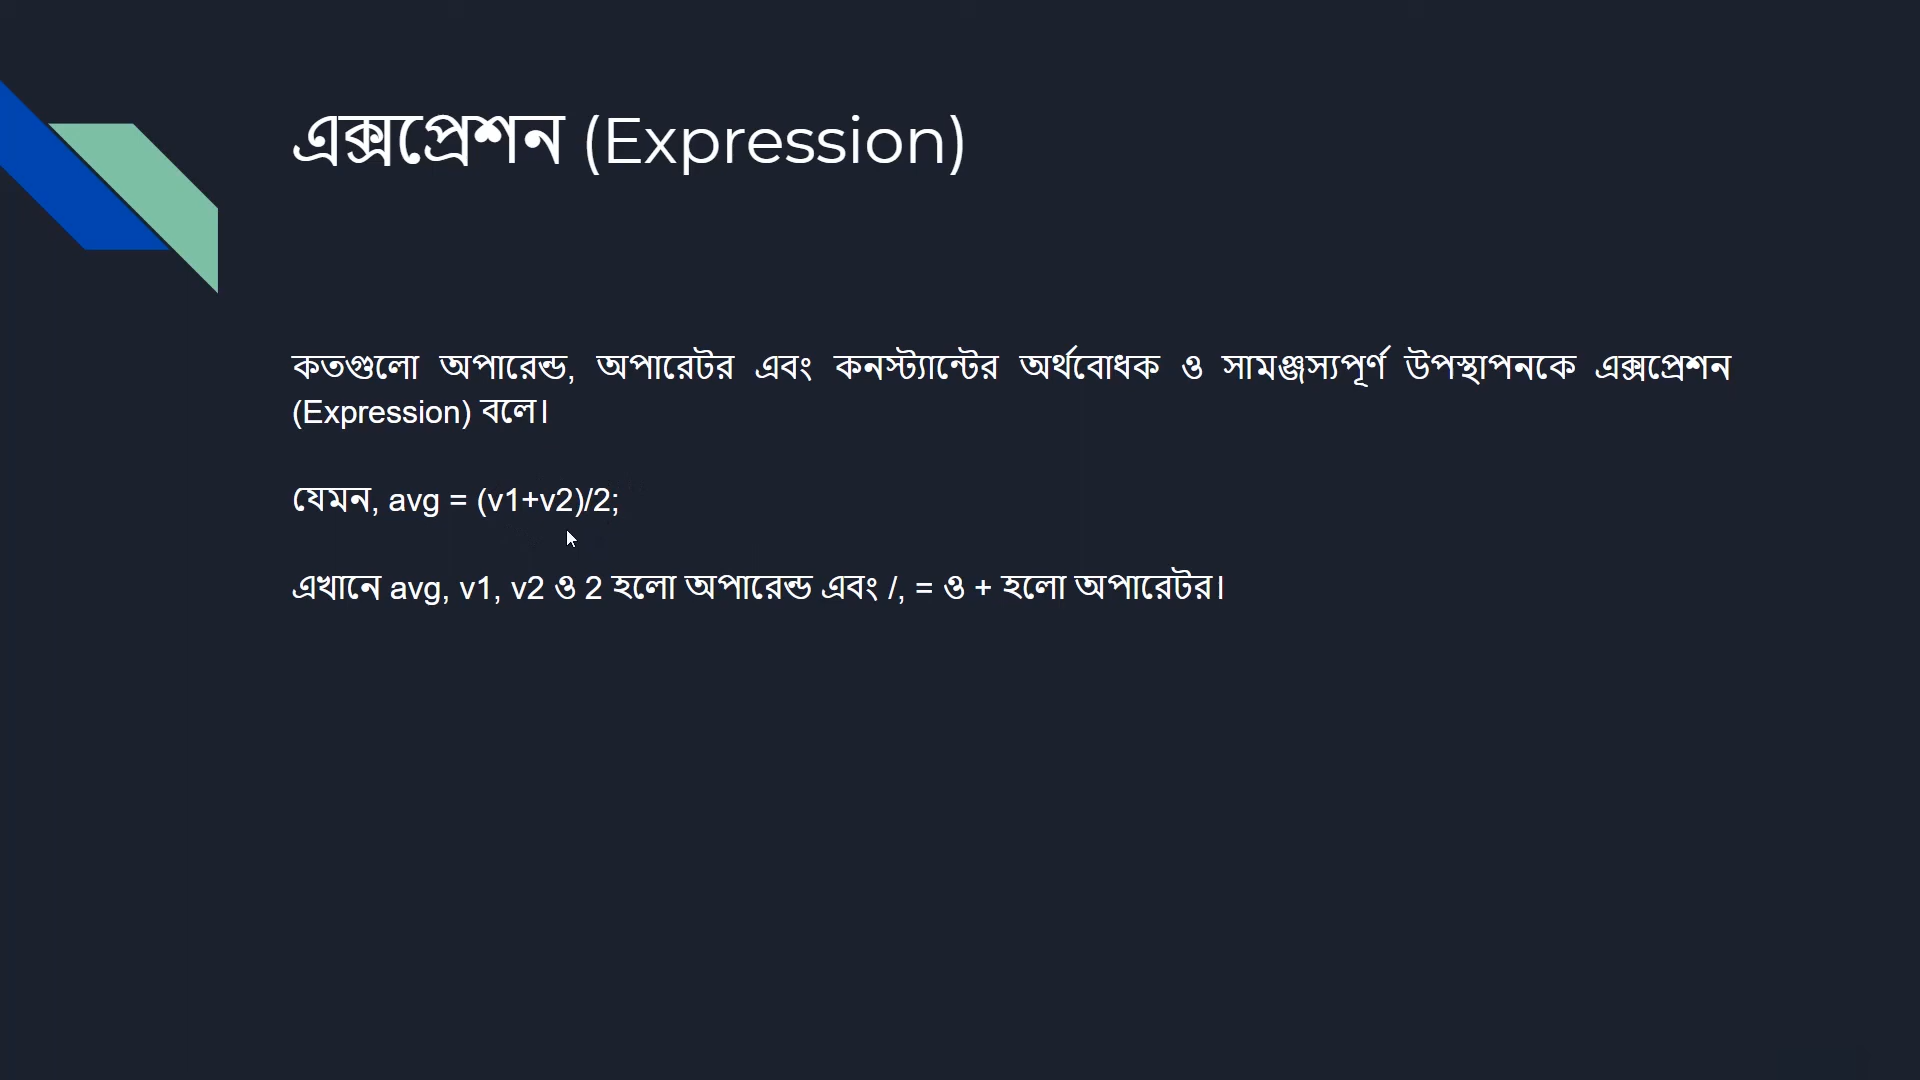 এক্সপ্রেশন (Expression)
কতগুলো অপারেন্ড, অপারেটর এবং কনস্ট্যান্টের অর্থবোধক ও সামঞ্জস্যপূর্ণ উপস্থাপনকে এক্সপ্রেশন
(Expression) বলে।
যেমন, avg = (v1+v2)/2;
এখানে avg, v1, v2 ও 2 হলো অপারেন্ড এবং /, = ও + হলো অপারেটর।